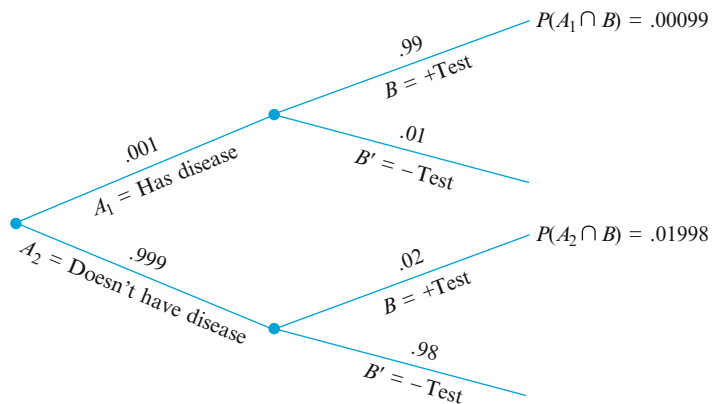 .99
P(A₁ ∩ B) = .00099
B = +Test
.001
.01
A₁ = Has disease
B′ = −Test
.999
A₂ = Doesn't have disease
.02
P(A₂ ∩ B) = .01998
B = +Test
.98
B′ = −Test